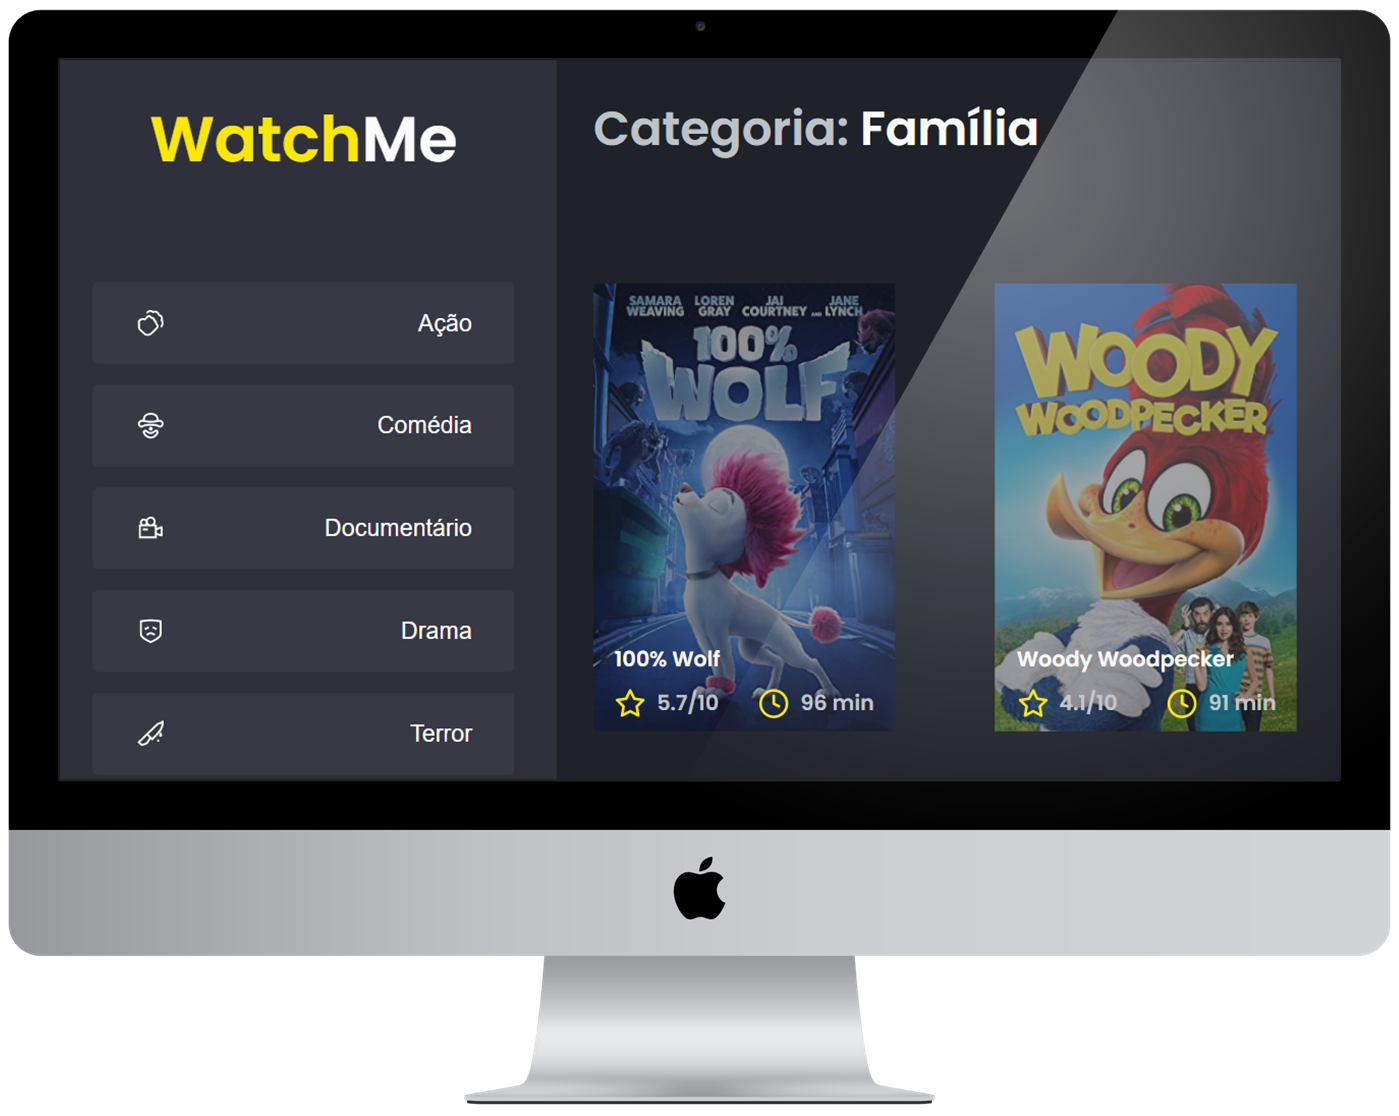 WatchMe
Ação
Comédia
Documentário
Drama
Terror
Categoria: Família
SAMARA WEAVING LOREN GRAY JAI COURTNEY AND JANE LYNCH
100%
WOLF
100% Wolf
5.7/10 96 min
WOODY
WOODPECKER
Woody Woodpecker
4.1/10 91 min